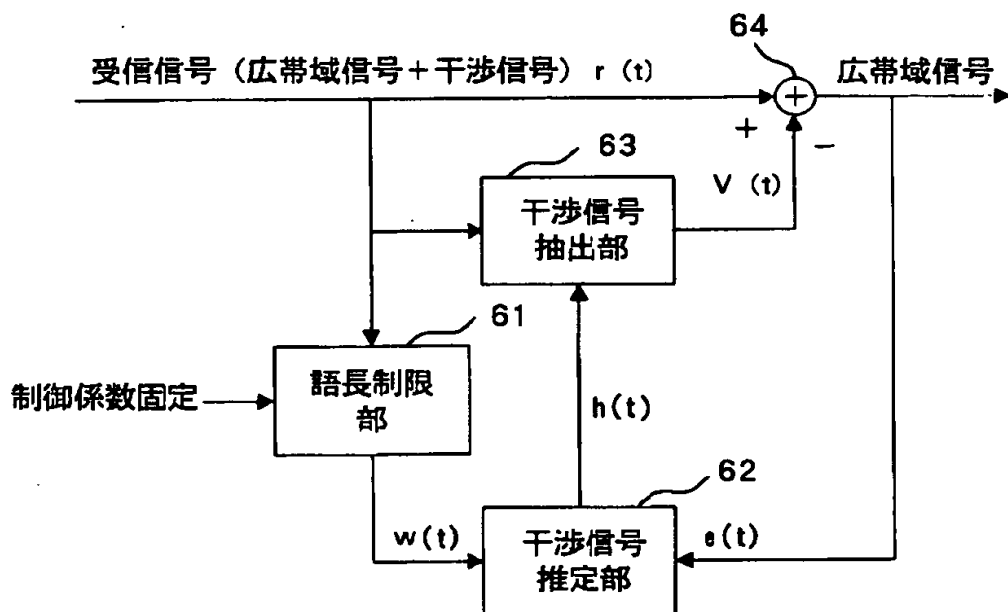 64
受信信号（広帯域信号＋干渉信号） r (t)
広帯域信号
+
+
−
63
V (t)
干渉信号
抽出部
61
制御係数固定
語長制限
部
h(t)
62
w(t)
干渉信号
推定部
e(t)